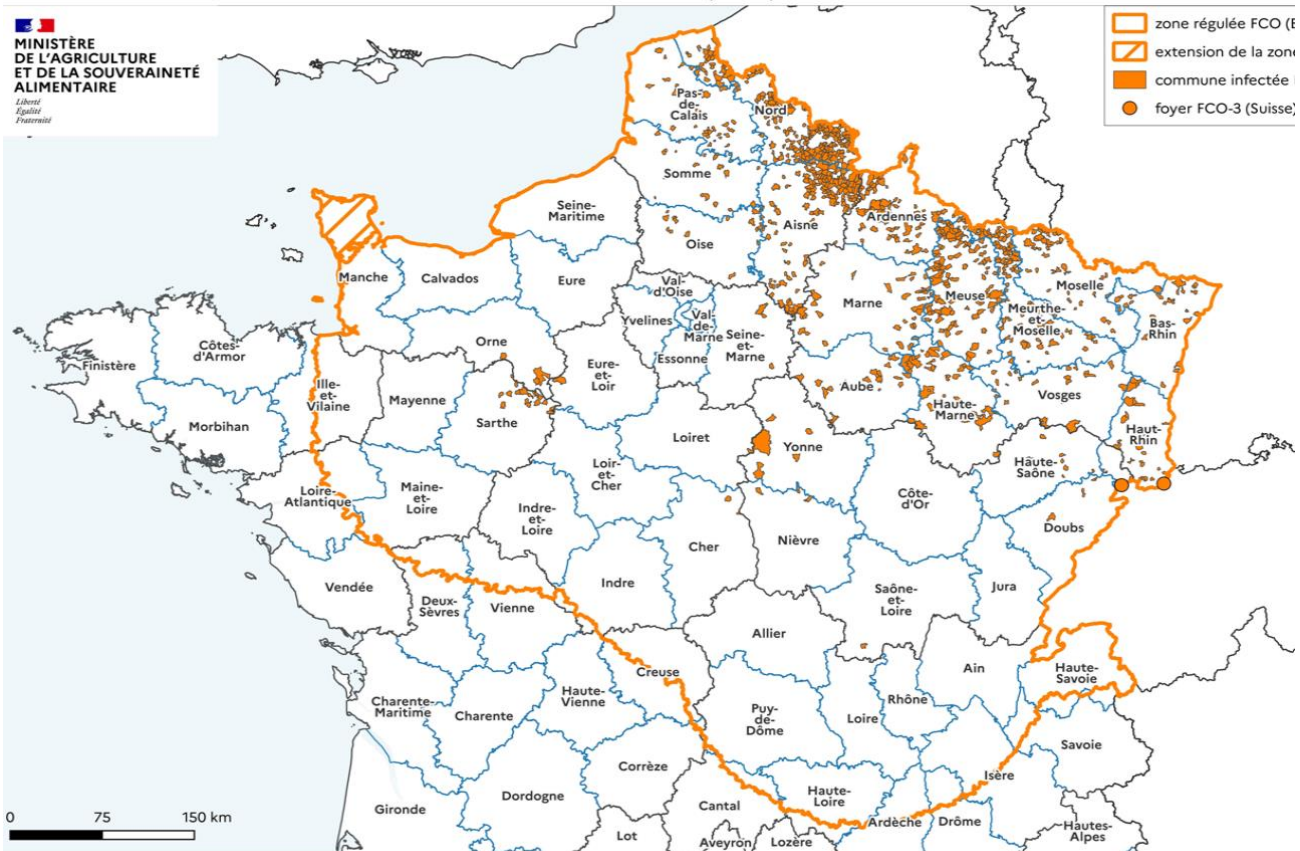 MINISTÈRE
DE L'AGRICULTURE
ET DE LA SOUVERAINETÉ
ALIMENTAIRE
Liberté
Égalité
Fraternité
zone régulée FCO
extension de la zone
commune infectée
foyer FCO-3 (Suisse)
Pas-
de-
Calais
Nord
Somme
Seine-
Maritime
Oise
Aisne
Ardennes
Manche
Calvados
Eure
Val-
d'Oise
Yvelines
Val-
de-
Marne
Essonne
Seine-
et-
Marne
Marne
Meuse
Meurthe-
et-
Moselle
Moselle
Bas-
Rhin
Finistère
Côtes-
d'Armor
Morbihan
Ille-
et-
Vilaine
Orne
Mayenne
Sarthe
Eure-
et-
Loir
Loiret
Yonne
Aube
Haute-
Marne
Vosges
Haut-
Rhin
Loire-
Atlantique
Maine-
et-
Loire
Indre-
et-
Loire
Loir-
et-
Cher
Cher
Nièvre
Côte-
d'Or
Haute-
Saône
Doubs
Vendée
Deux-
Sèvres
Vienne
Indre
Saône-
et-
Loire
Jura
Allier
Creuse
Ain
Haute-
Savoie
Charente-
Maritime
Charente
Haute-
Vienne
Puy-
de-
Dôme
Loire
Rhône
Savoie
Isère
Corrèze
Gironde
Dordogne
Cantal
Haute-
Loire
Ardèche
Drôme
Hautes-
Alpes
Lot
Aveyron
Lozère
0 75 150 km